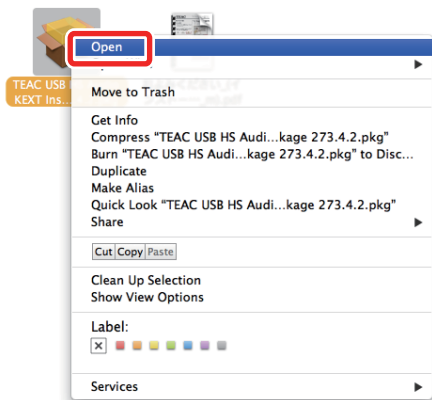 TEAC USB
KEXT Ins...
Open
Move to Trash
Get Info
Compress “TEAC USB HS Audi...kage 273.4.2.pkg”
Burn “TEAC USB HS Audi...kage 273.4.2.pkg” to Disc...
Duplicate
Make Alias
Quick Look “TEAC USB HS Audi...kage 273.4.2.pkg”
Share
Cut Copy Paste
Clean Up Selection
Show View Options
Label:
Services